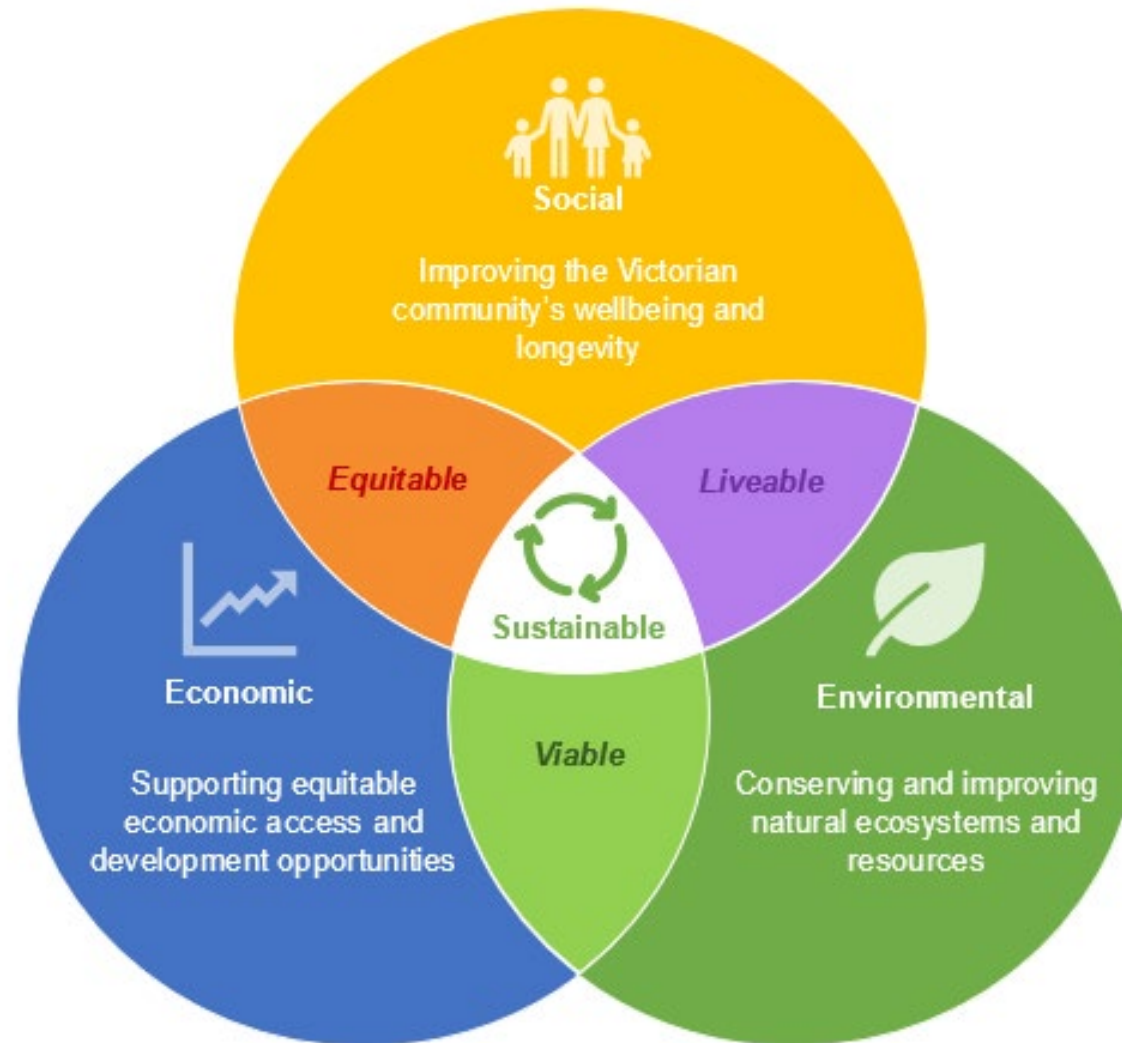 Social
Improving the Victorian
community's wellbeing and
longevity
Equitable
Liveable
Sustainable
Economic
Supporting equitable
economic access and
development opportunities
Viable
Environmental
Conserving and improving
natural ecosystems and
resources